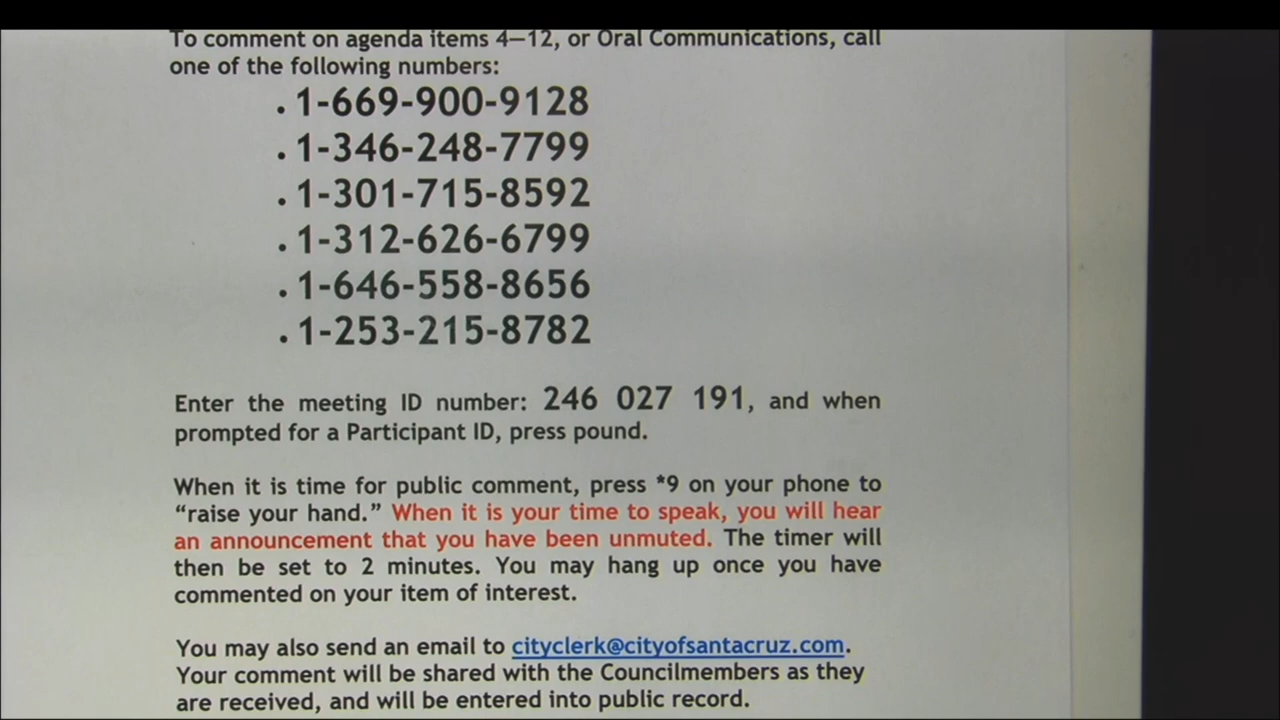 To comment on agenda items 4–12, or Oral Communications, call
one of the following numbers:
. 1-669-900-9128
. 1-346-248-7799
. 1-301-715-8592
. 1-312-626-6799
. 1-646-558-8656
. 1-253-215-8782
Enter the meeting ID number: 246 027 191, and when
prompted for a Participant ID, press pound.
When it is time for public comment, press *9 on your phone to
“raise your hand.” When it is your time to speak, you will hear
an announcement that you have been unmuted. The timer will
then be set to 2 minutes. You may hang up once you have
commented on your item of interest.
You may also send an email to cityclerk@cityofsantacruz.com.
Your comment will be shared with the Councilmembers as they
are received, and will be entered into public record.